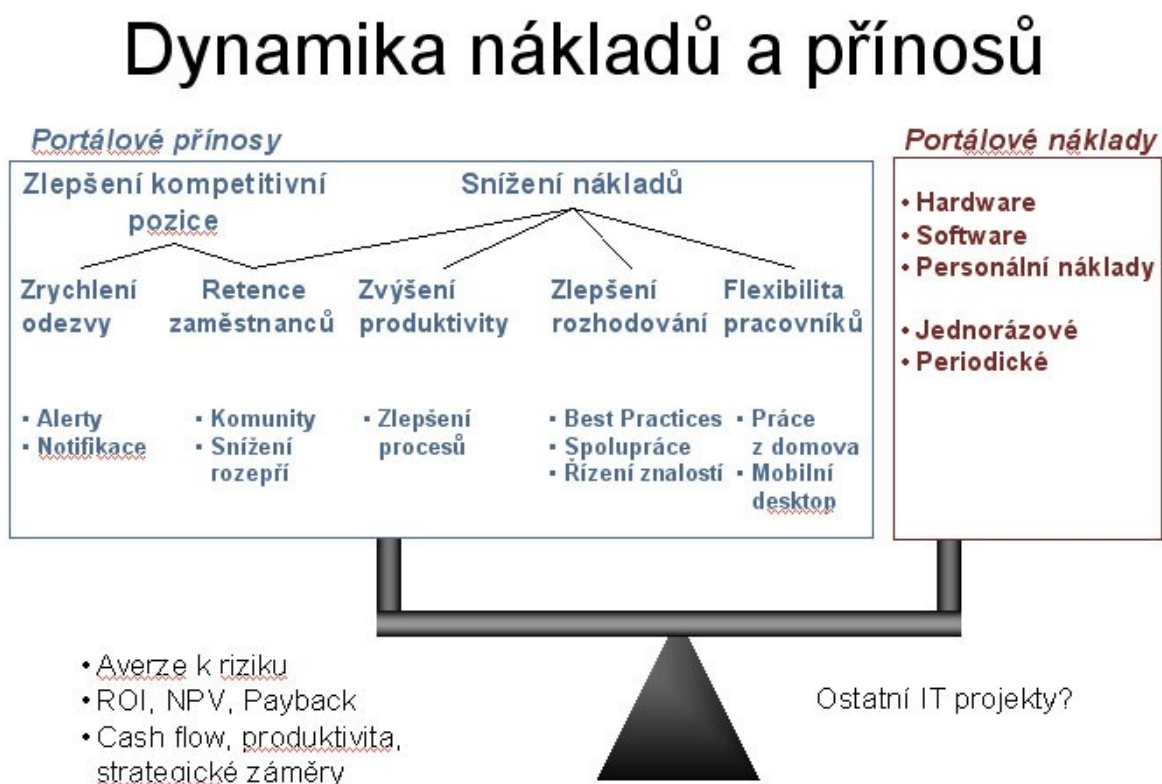 Dynamika nákladů a přínosů
Portálové přínosy
Zlepšení kompetitivní
pozice
Snížení nákladů
Zrychlení
odezvy
Retence
zaměstnanců
Zvýšení
produktivity
Zlepšení
rozhodování
Flexibilita
pracovníků
▪ Alerty
▪ Notifikace
▪ Komunity
▪ Snížení
rozepří
▪ Zlepšení
procesů
▪ Best Practices
▪ Spolupráce
▪ Řízení znalostí
▪ Práce
z domova
▪ Mobilní
desktop
Portálové náklady
• Hardware
• Software
• Personální náklady
• Jednorázové
• Periodické
• Averze k riziku
• ROI, NPV, Payback
• Cash flow, produktivita,
strategické záměry
Ostatní IT projekty?